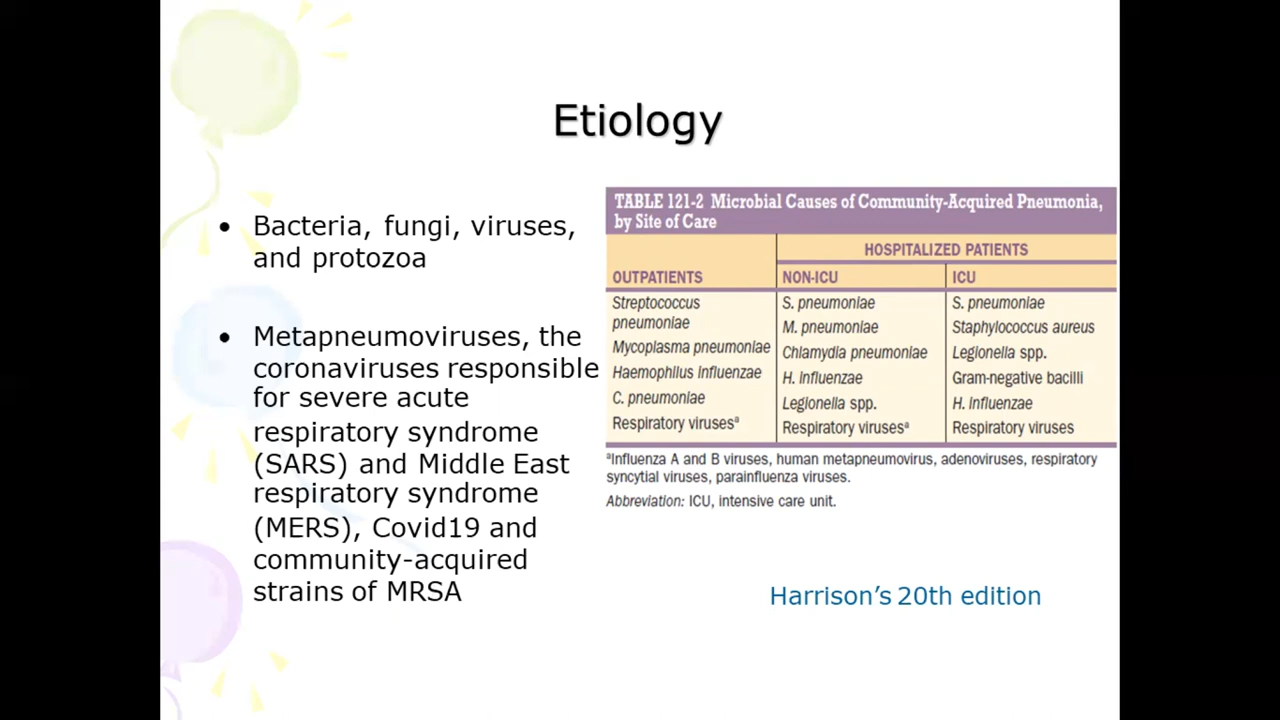 Etiology
• Bacteria, fungi, viruses,
and protozoa
• Metapneumoviruses, the
coronaviruses responsible
for severe acute
respiratory syndrome
(SARS) and Middle East
respiratory syndrome
(MERS), Covid19 and
community-acquired
strains of MRSA
TABLE 121-2 Microbial Causes of Community-Acquired Pneumonia,
by Site of Care
HOSPITALIZED PATIENTS
OUTPATIENTS NON-ICU ICU
Streptococcus
pneumoniae S. pneumoniae S. pneumoniae
Mycoplasma pneumoniae M. pneumoniae Staphylococcus aureus
Haemophilus influenzae Chlamydia pneumoniae Legionella spp.
C. pneumoniae H. influenzae Gram-negative bacilli
Respiratory virusesᵃ Legionella spp. H. influenzae
Respiratory virusesᵃ Respiratory viruses
ᵃInfluenza A and B viruses, human metapneumovirus, adenoviruses, respiratory
syncytial viruses, parainfluenza viruses.
Abbreviation: ICU, intensive care unit.
Harrison's 20th edition